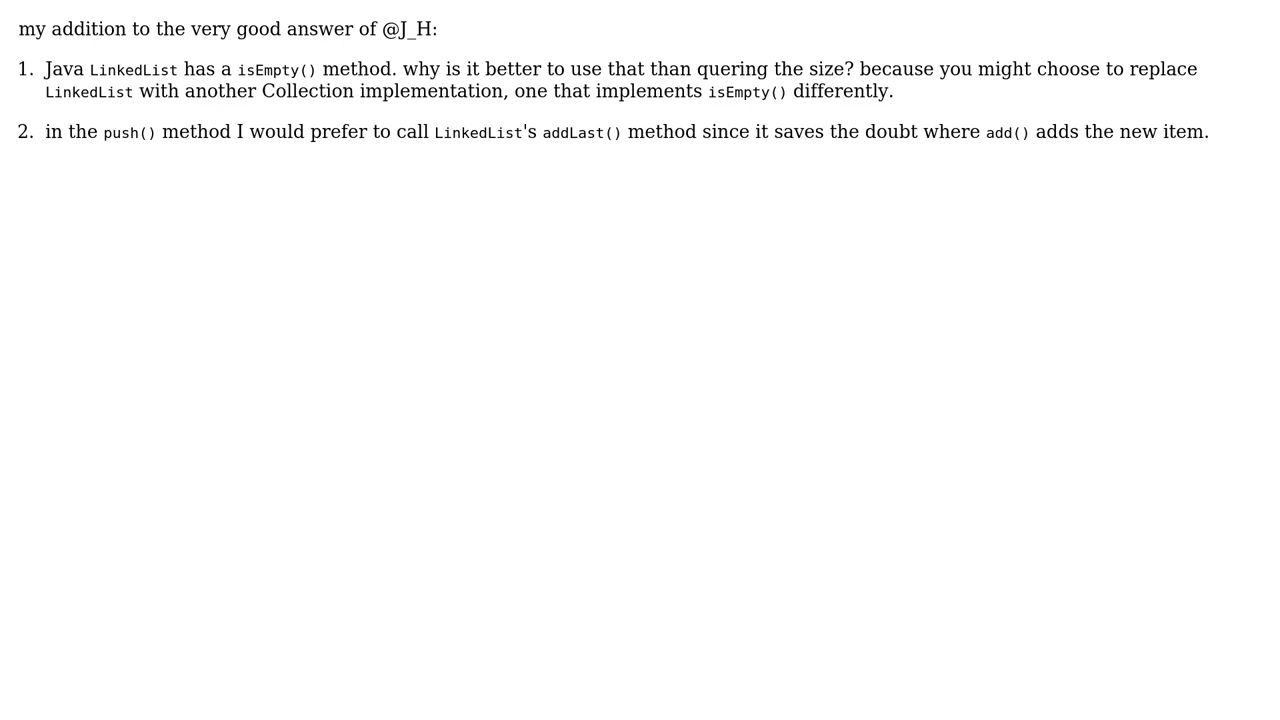 my addition to the very good answer of @J_H:
1. Java LinkedList has a isEmpty() method. why is it better to use that than quering the size? because you might choose to replace
LinkedList with another Collection implementation, one that implements isEmpty() differently.
2. in the push() method I would prefer to call LinkedList's addLast() method since it saves the doubt where add() adds the new item.